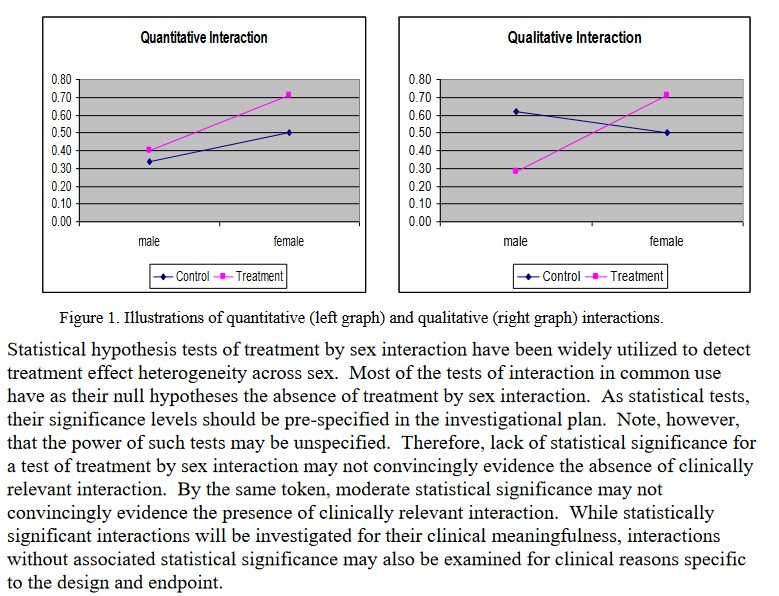 Quantitative Interaction
0.80
0.70
0.60
0.50
0.40
0.30
0.20
0.10
0.00
male female
Control Treatment
Qualitative Interaction
0.80
0.70
0.60
0.50
0.40
0.30
0.20
0.10
0.00
male female
Control Treatment
Figure 1. Illustrations of quantitative (left graph) and qualitative (right graph) interactions.
Statistical hypothesis tests of treatment by sex interaction have been widely utilized to detect
treatment effect heterogeneity across sex. Most of the tests of interaction in common use
have as their null hypotheses the absence of treatment by sex interaction. As statistical tests,
their significance levels should be pre-specified in the investigational plan. Note, however,
that the power of such tests may be unspecified. Therefore, lack of statistical significance for
a test of treatment by sex interaction may not convincingly evidence the absence of clinically
relevant interaction. By the same token, moderate statistical significance may not
convincingly evidence the presence of clinically relevant interaction. While statistically
significant interactions will be investigated for their clinical meaningfulness, interactions
without associated statistical significance may also be examined for clinical reasons specific
to the design and endpoint.